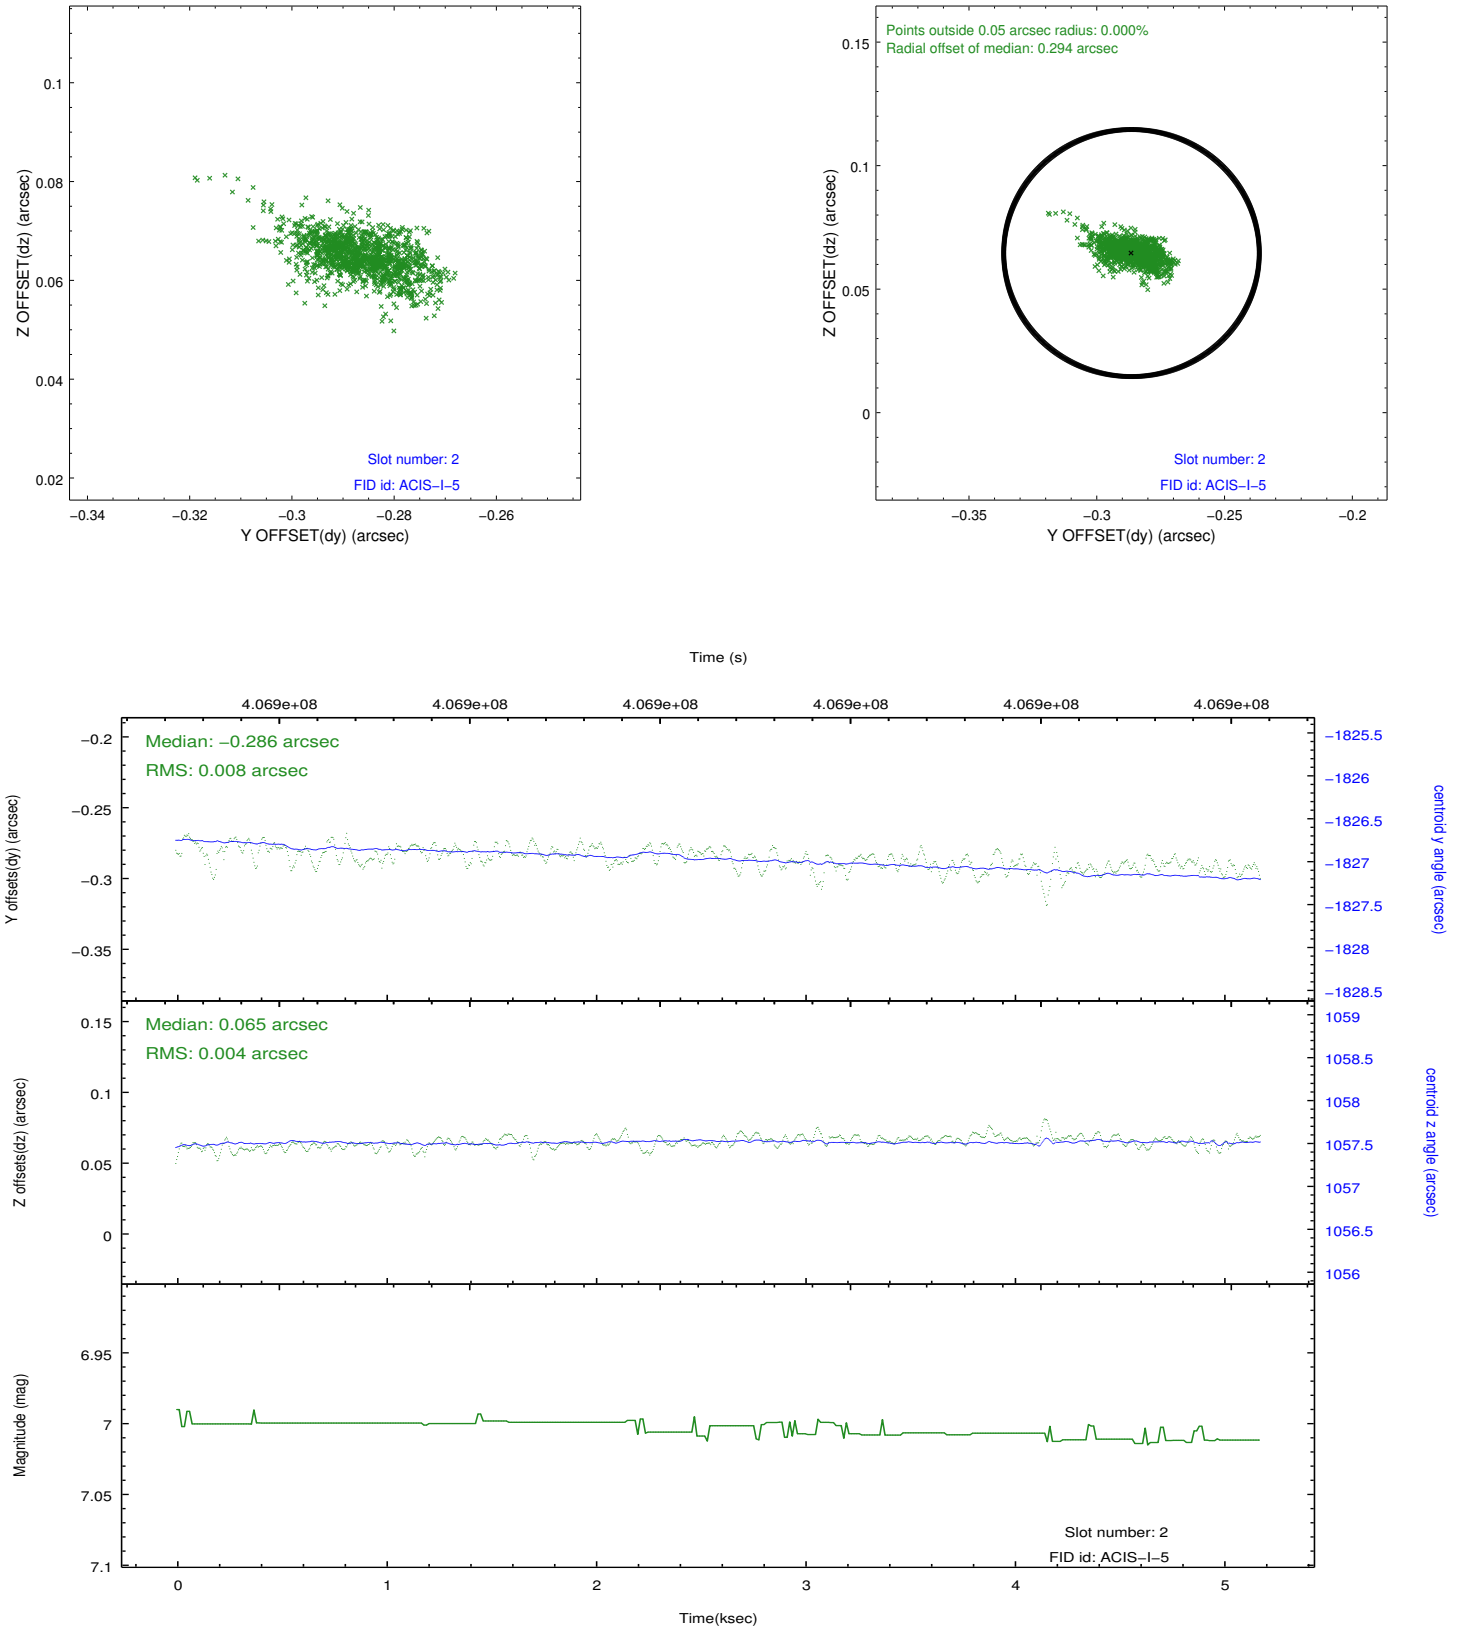 0.1
0.08
0.06
0.04
0.02
Z OFFSET(dz) (arcsec)
Slot number: 2
FID id: ACIS−I−5
−0.34 −0.32 −0.3 −0.28 −0.26
Y OFFSET(dy) (arcsec)
Points outside 0.05 arcsec radius: 0.000%
Radial offset of median: 0.294 arcsec
0.15
0.1
0.05
0
Z OFFSET(dz) (arcsec)
Slot number: 2
FID id: ACIS−I−5
−0.35 −0.3 −0.25 −0.2
Y OFFSET(dy) (arcsec)
Time (s)
4.069e+08 4.069e+08 4.069e+08 4.069e+08 4.069e+08 4.069e+08
Median: −0.286 arcsec
RMS: 0.008 arcsec
−0.2
−0.25
−0.3
−0.35
Y offsets(dy) (arcsec)
−1825.5
−1826
−1826.5
−1827
−1827.5
−1828
−1828.5
centroid y angle (arcsec)
Median: 0.065 arcsec
RMS: 0.004 arcsec
0.15
0.1
0.05
0
Z offsets(dz) (arcsec)
1059
1058.5
1058
1057.5
1057
1056.5
1056
centroid z angle (arcsec)
6.95
7
7.05
7.1
Magnitude (mag)
Slot number: 2
FID id: ACIS−I−5
0 1 2 3 4 5
Time(ksec)